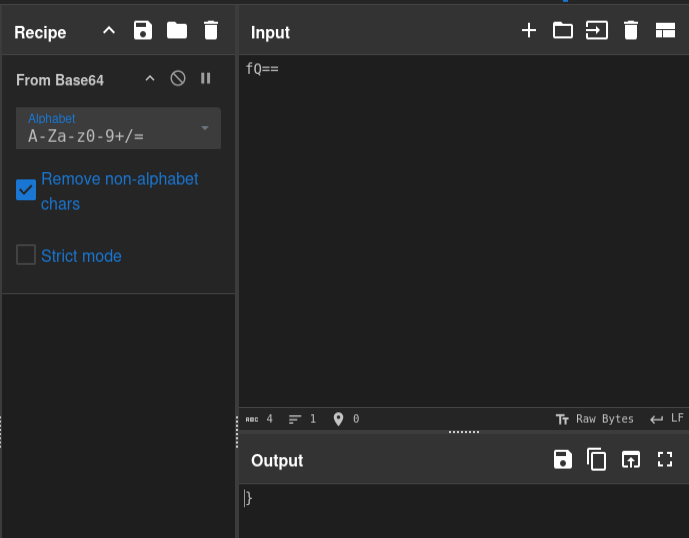 Recipe
Input
From Base64
Alphabet
A-Za-z0-9+/=
Remove non-alphabet
chars
Strict mode
fQ==
ABC 4 1 0 Tт Raw Bytes LF
Output
}